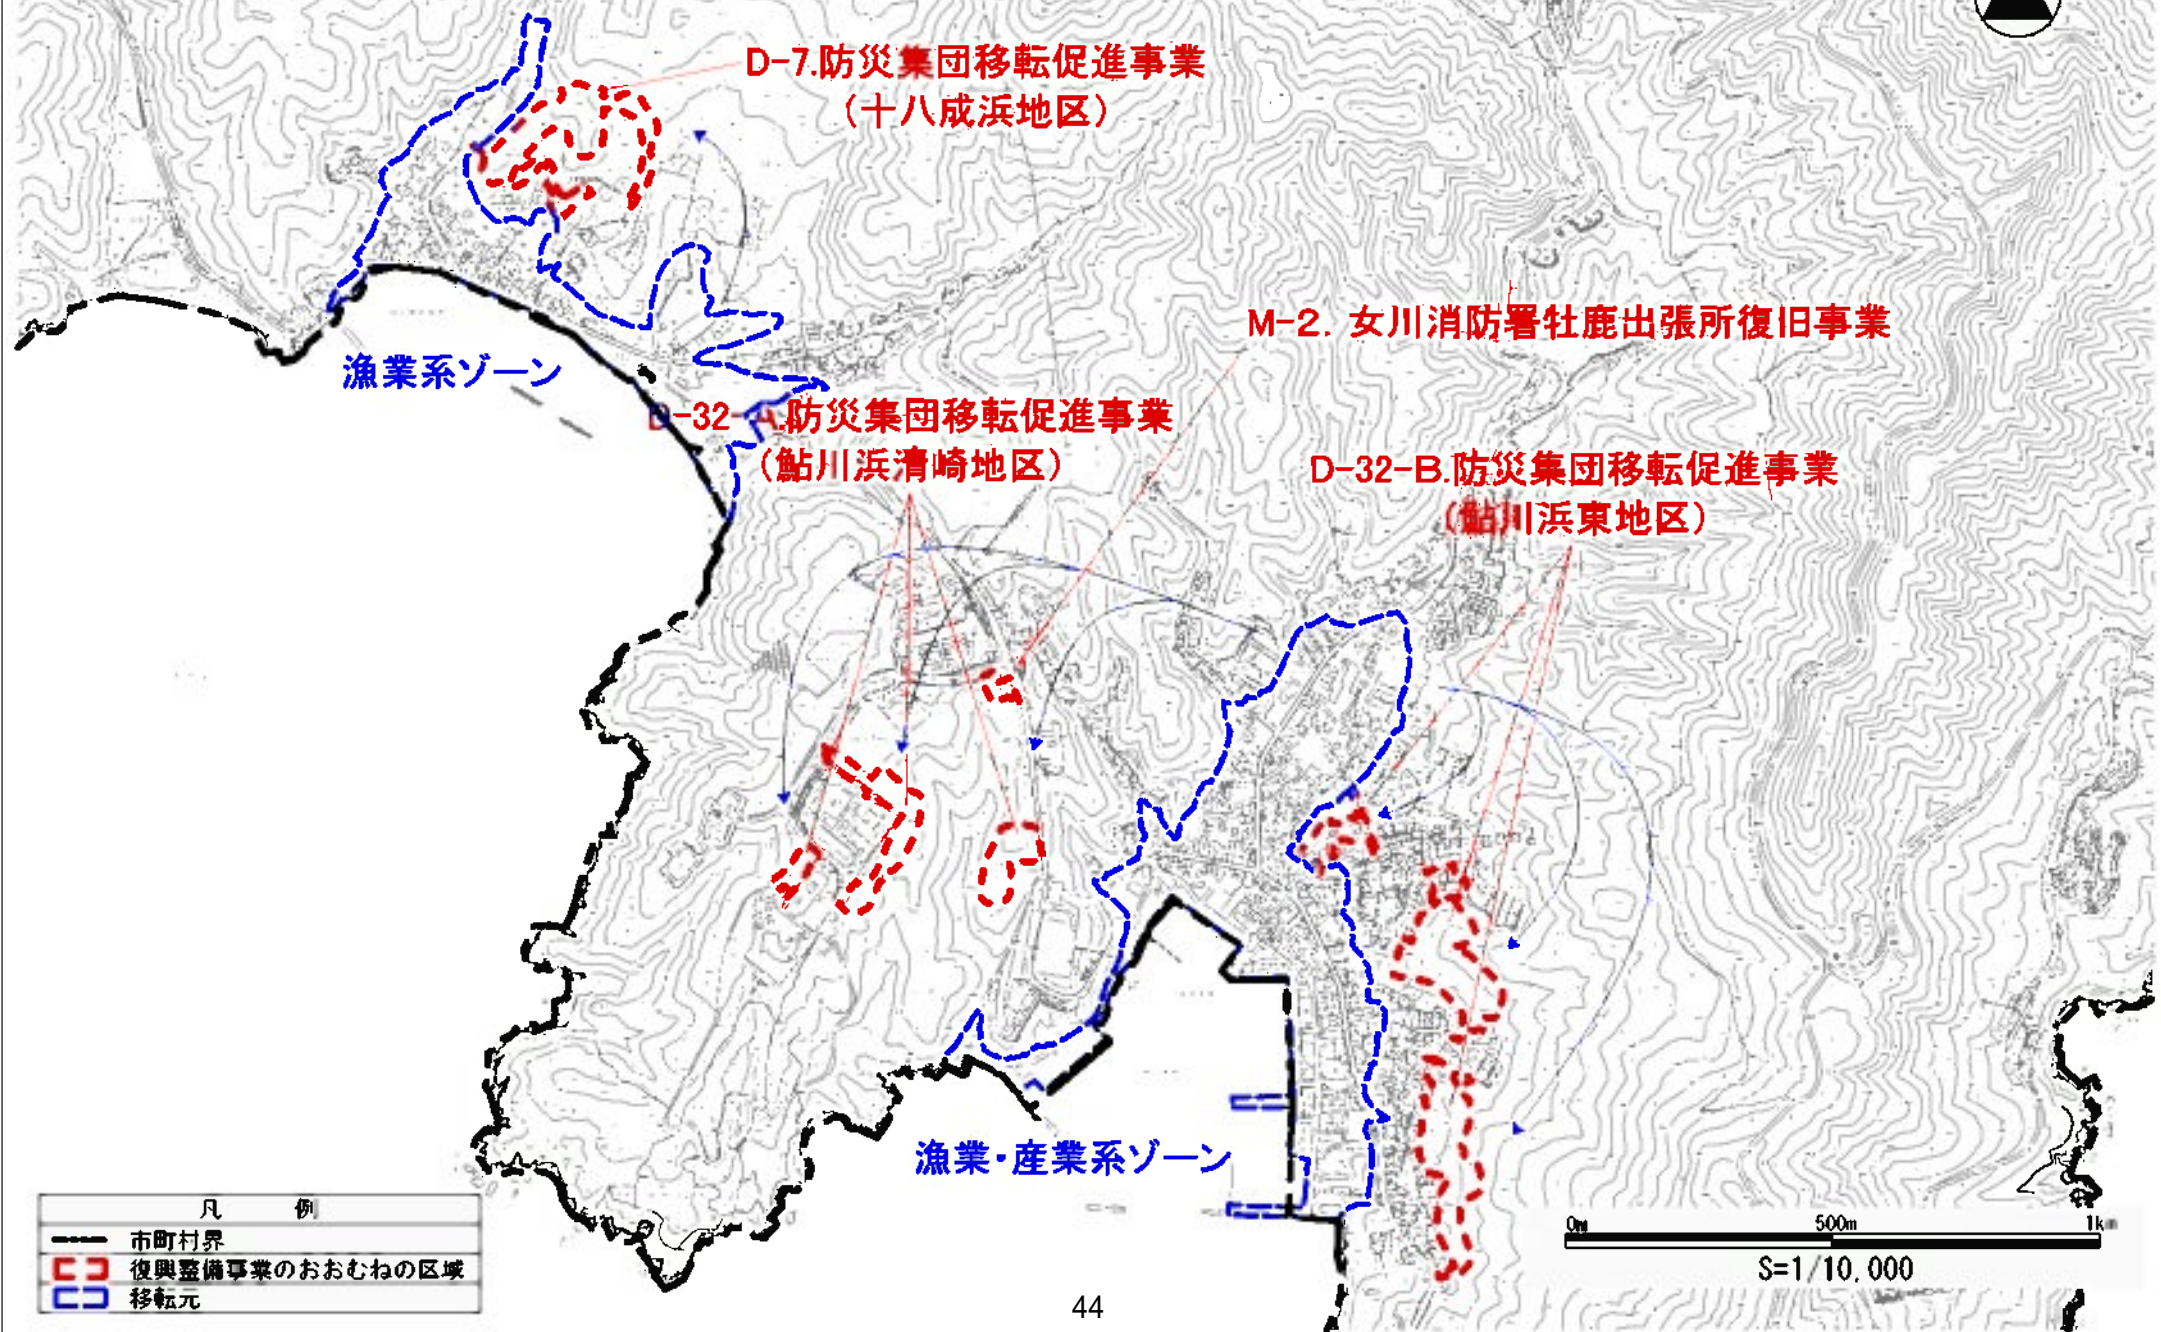 D-7.防災集団移転促進事業
(十八成浜地区)
M-2. 女川消防署牡鹿出張所復旧事業
漁業系ゾーン
D-32-A.防災集団移転促進事業
(鮎川浜清崎地区)
D-32-B.防災集団移転促進事業
(鮎川浜東地区)
漁業・産業系ゾーン
凡 例
市町村界
復興整備事業のおおむねの区域
移転元
0m 500m 1km
S=1/10,000
44